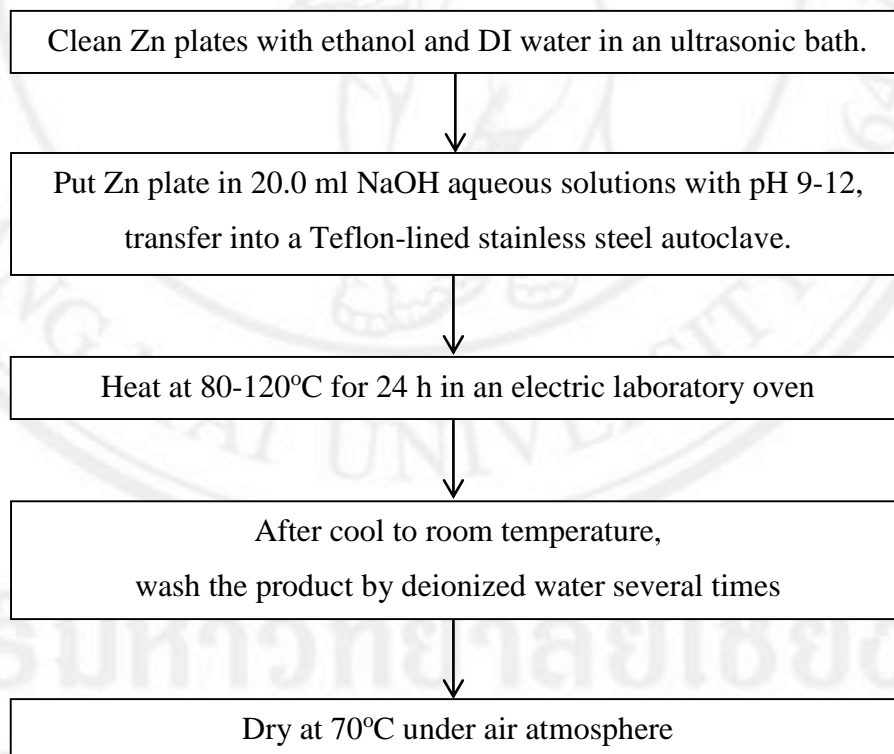 Clean Zn plates with ethanol and DI water in an ultrasonic bath.
Put Zn plate in 20.0 ml NaOH aqueous solutions with pH 9-12,
transfer into a Teflon-lined stainless steel autoclave.
Heat at 80-120°C for 24 h in an electric laboratory oven
After cool to room temperature,
wash the product by deionized water several times
Dry at 70°C under air atmosphere